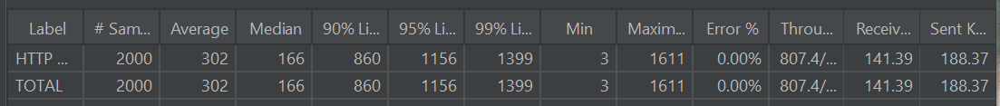 Label # Sam... Average Median 90% Li... 95% Li... 99% Li... Min Maxim... Error % Throu... Receiv... Sent K...
HTTP ... 2000 302 166 860 1156 1399 3 1611 0.00% 807.4/... 141.39 188.37
TOTAL 2000 302 166 860 1156 1399 3 1611 0.00% 807.4/... 141.39 188.37